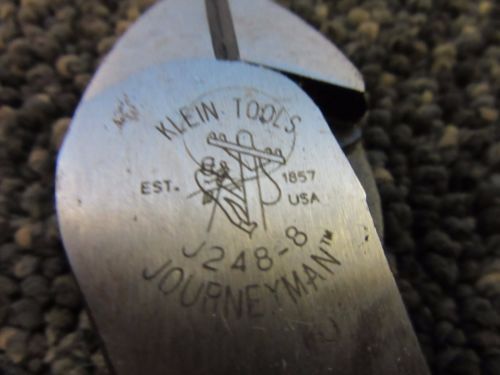 KLEIN TOOLS
EST. 1857
USA
J248-8
JOURNEYMAN™